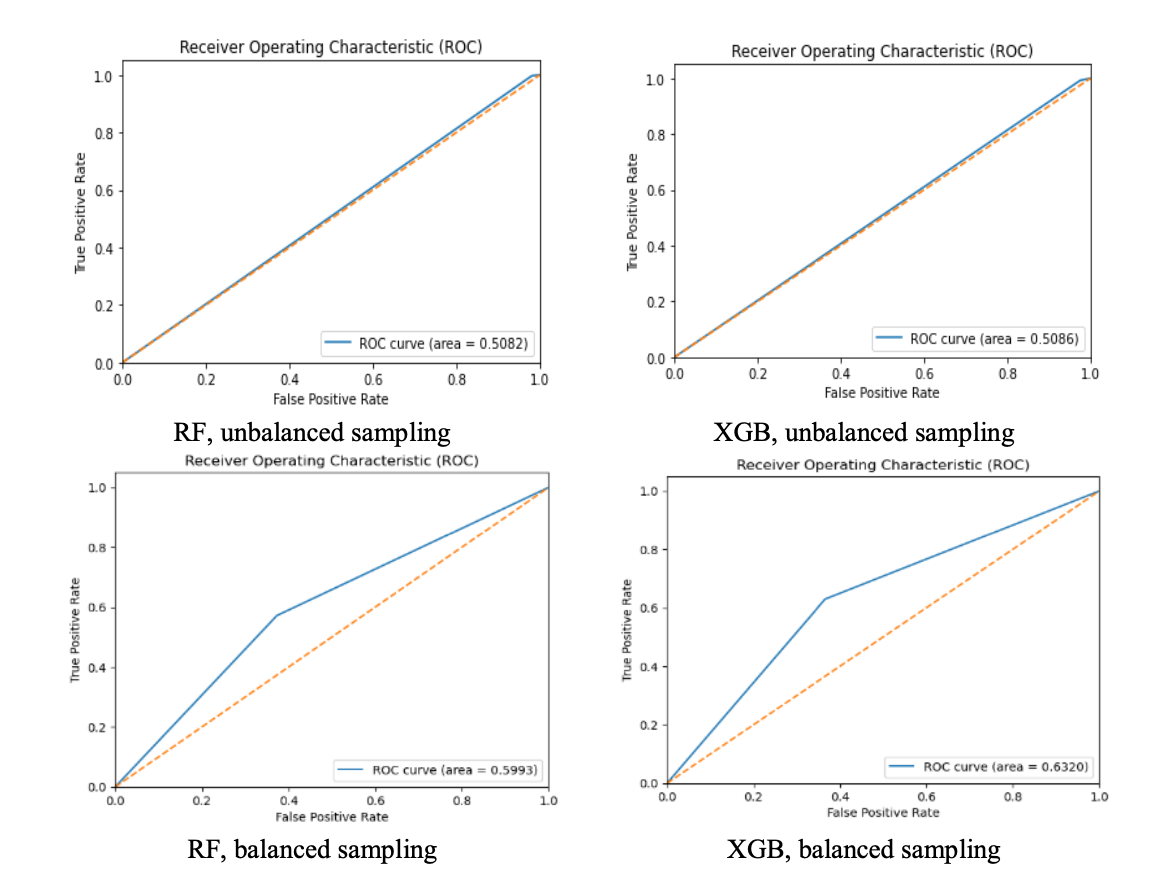 Receiver Operating Characteristic (ROC)
True Positive Rate
1.0
0.8
0.6
0.4
0.2
0.0
ROC curve (area = 0.5082)
0.0 0.2 0.4 0.6 0.8 1.0
False Positive Rate
RF, unbalanced sampling
Receiver Operating Characteristic (ROC)
True Positive Rate
1.0
0.8
0.6
0.4
0.2
0.0
ROC curve (area = 0.5086)
0.0 0.2 0.4 0.6 0.8 1.0
False Positive Rate
XGB, unbalanced sampling
Receiver Operating Characteristic (ROC)
True Positive Rate
1.0
0.8
0.6
0.4
0.2
0.0
ROC curve (area = 0.5993)
0.0 0.2 0.4 0.6 0.8 1.0
False Positive Rate
RF, balanced sampling
Receiver Operating Characteristic (ROC)
True Positive Rate
1.0
0.8
0.6
0.4
0.2
0.0
ROC curve (area = 0.6320)
0.0 0.2 0.4 0.6 0.8 1.0
False Positive Rate
XGB, balanced sampling